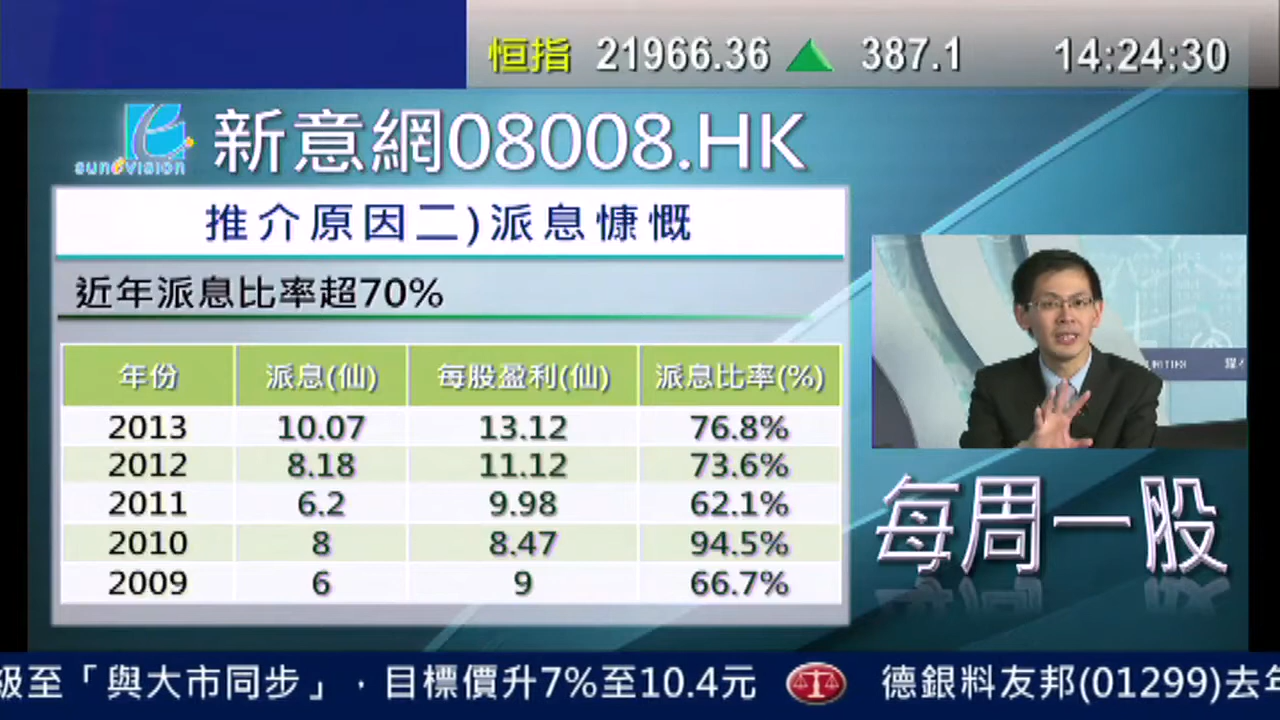 恒指 21966.36 ▲ 387.1 14:24:30
sunevision
新意網08008.HK
推介原因二)派息慷慨
近年派息比率超70%
年份 派息(仙) 每股盈利(仙) 派息比率(%)
2013 10.07 13.12 76.8%
2012 8.18 11.12 73.6%
2011 6.2 9.98 62.1%
2010 8 8.47 94.5%
2009 6 9 66.7%
每周一股
級至「與大市同步」，目標價升7%至10.4元 德銀料友邦(01299)去年